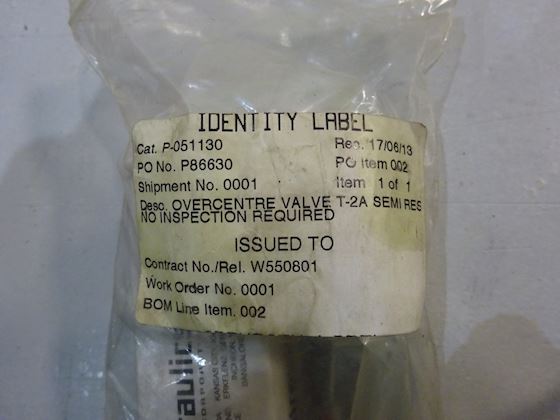 IDENTITY LABEL
Cat. P-051130 Rec. 17/06/13
PO No. P86630 PO Item 002
Shipment No. 0001 Item 1 of 1
Desc. OVERCENTRE VALVE T-2A SEMI RES
NO INSPECTION REQUIRED
ISSUED TO
Contract No./Rel. W550801
Work Order No. 0001
BOM Line Item. 002